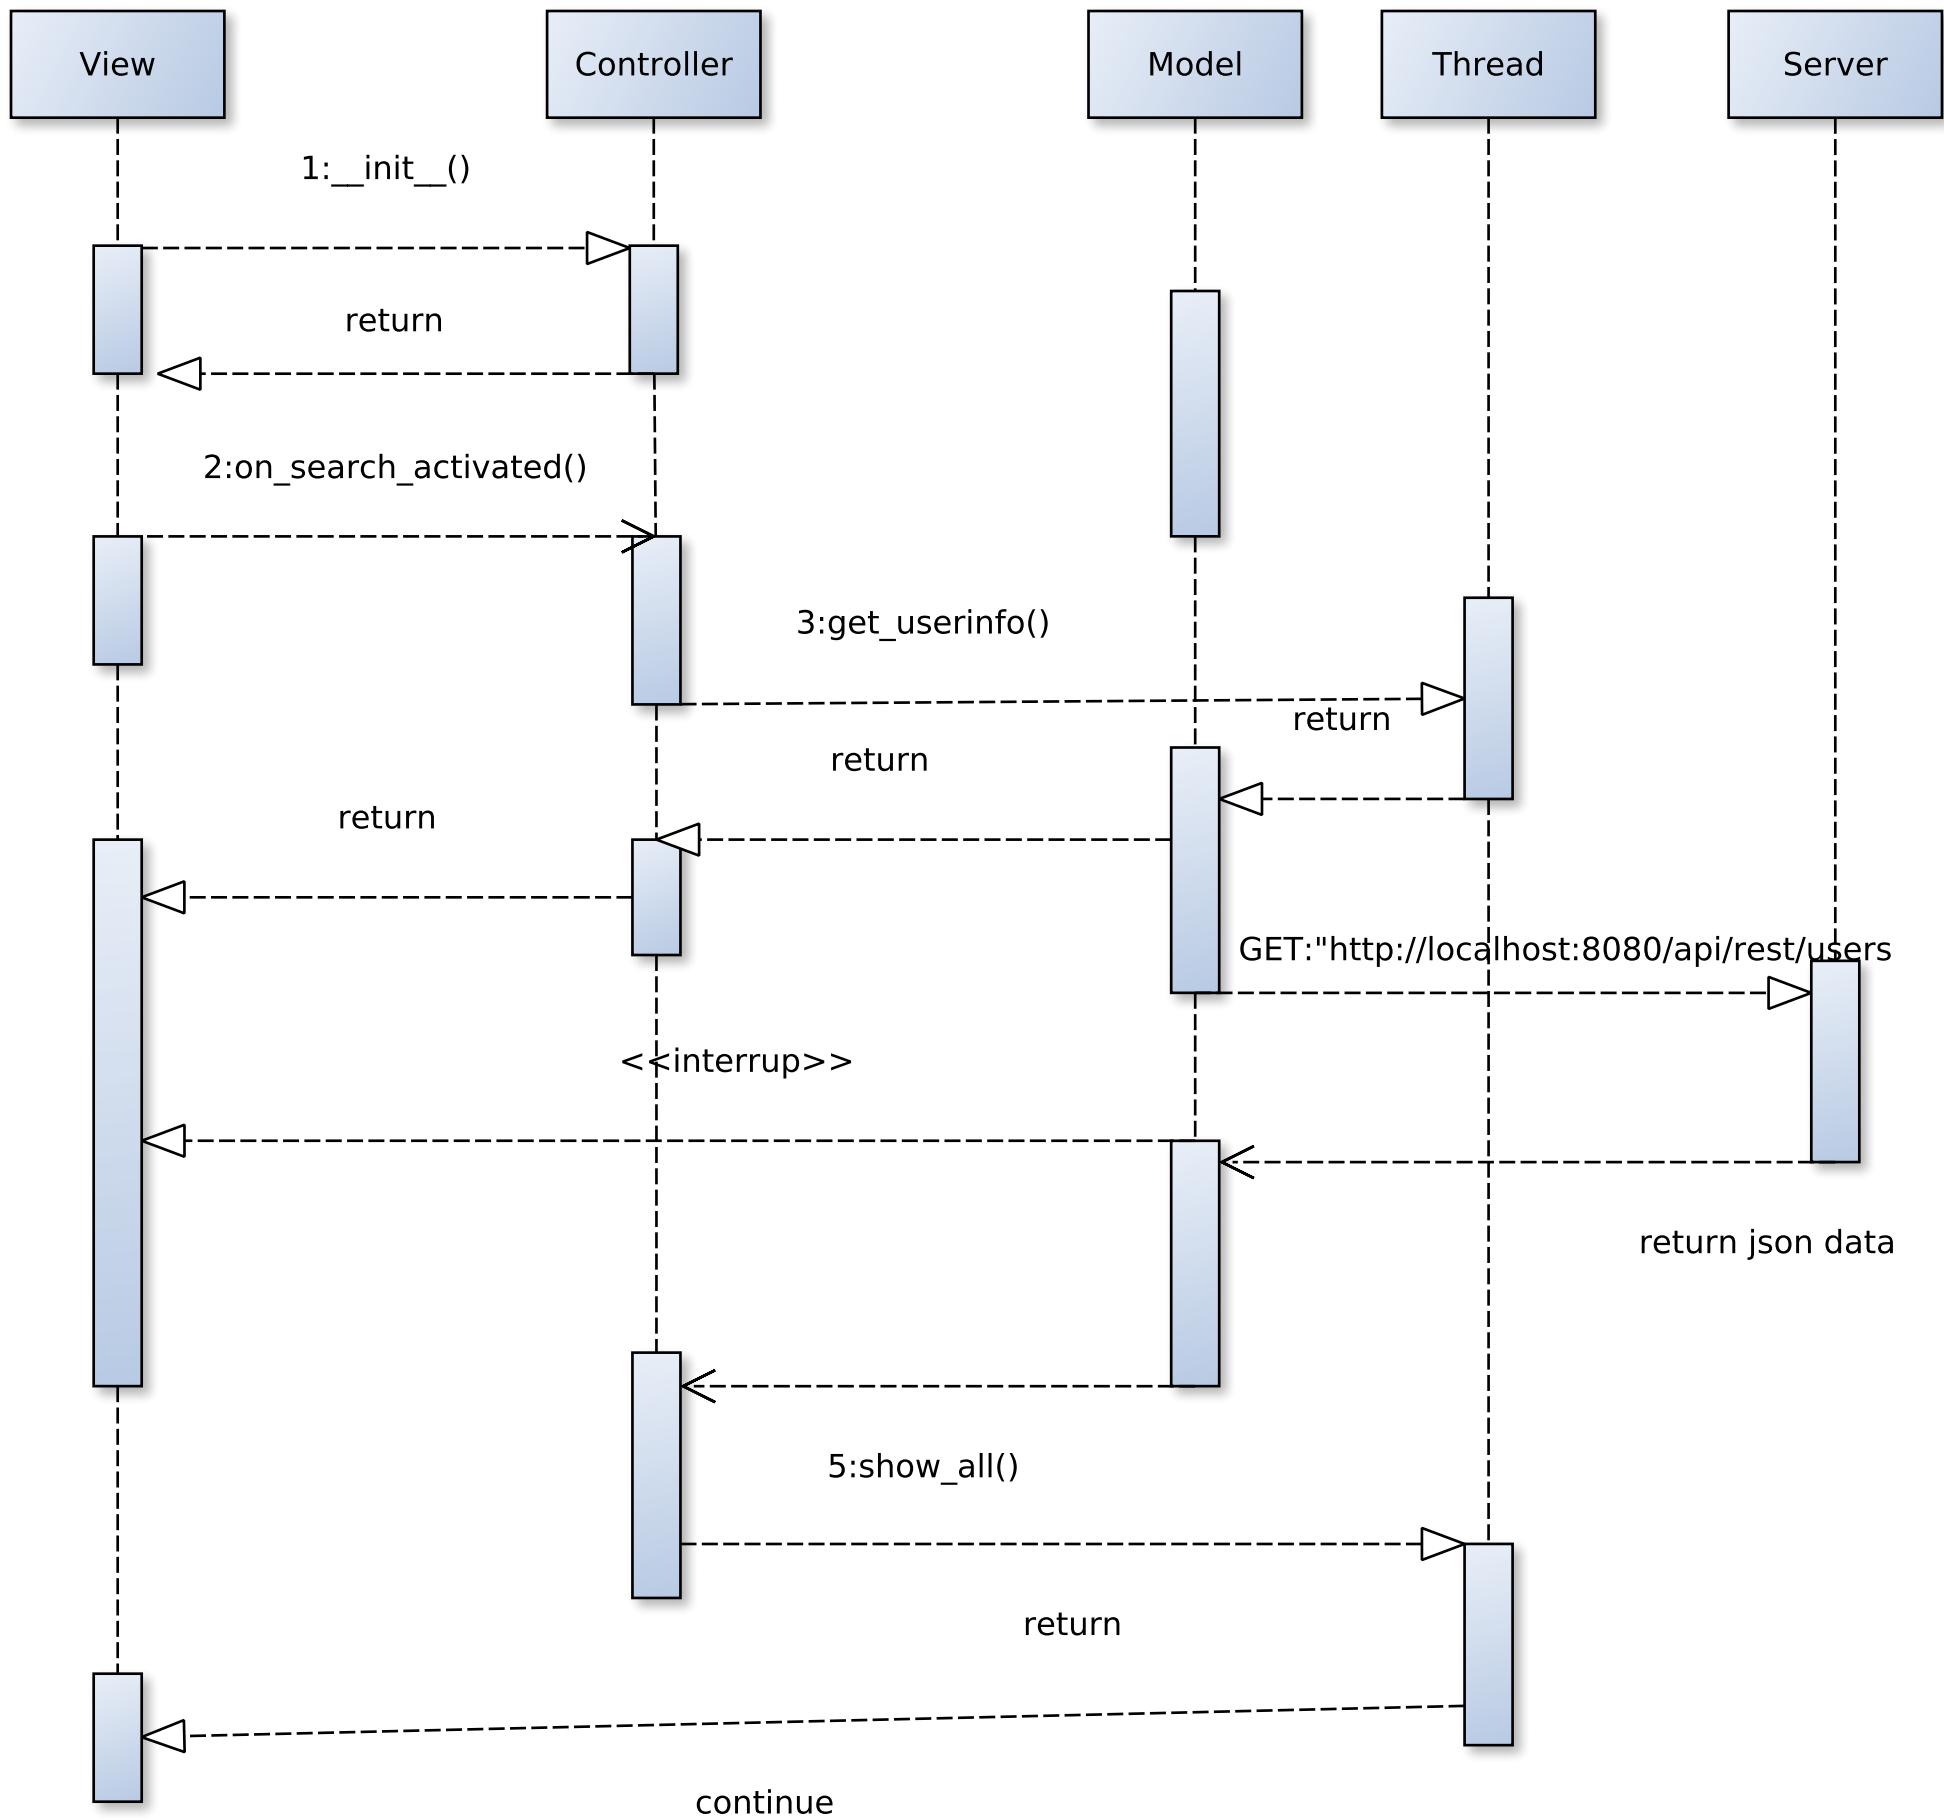 View
Controller
Model
Thread
Server
1:__init__()
return
2:on_search_activated()
3:get_userinfo()
return
return
return
GET:"http://localhost:8080/api/rest/users
<<interrup>>
return json data
5:show_all()
return
continue